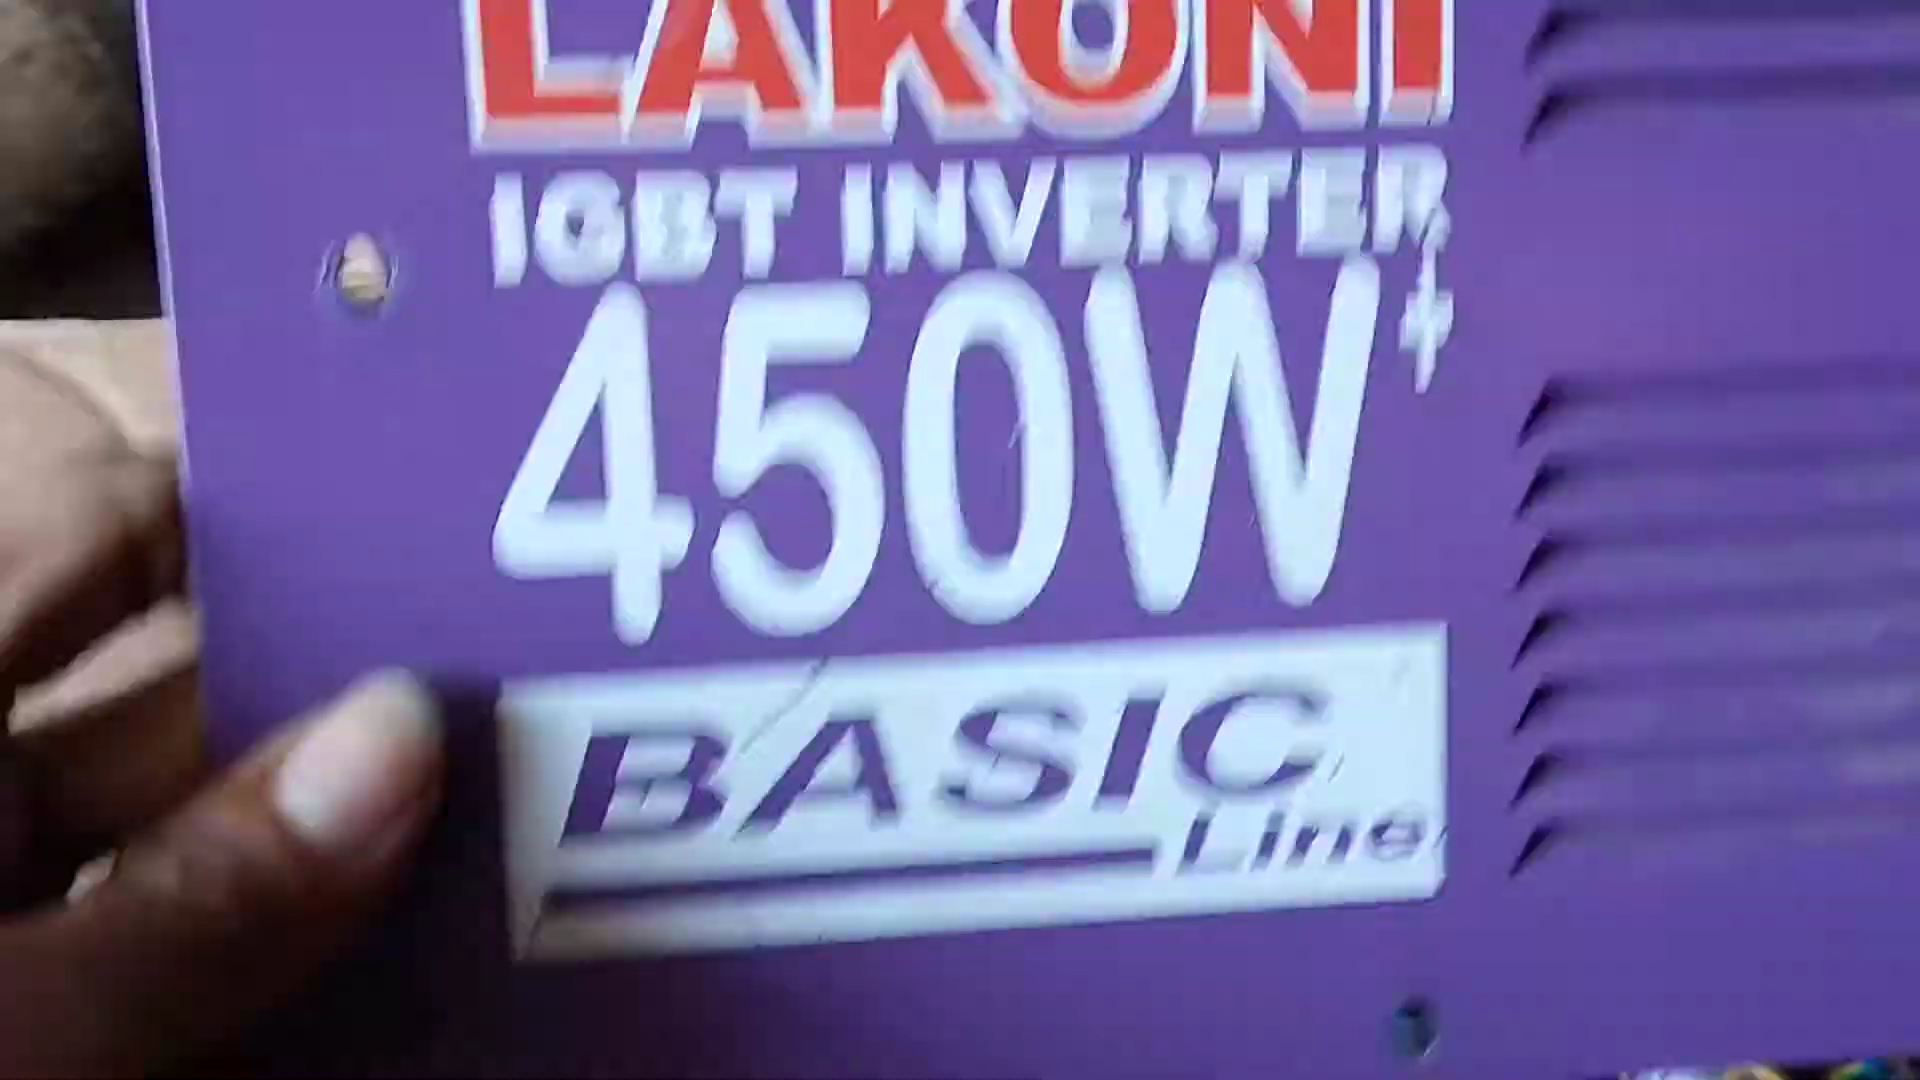 LAKONI
IGBT INVERTER
450W+
BASIC
Line